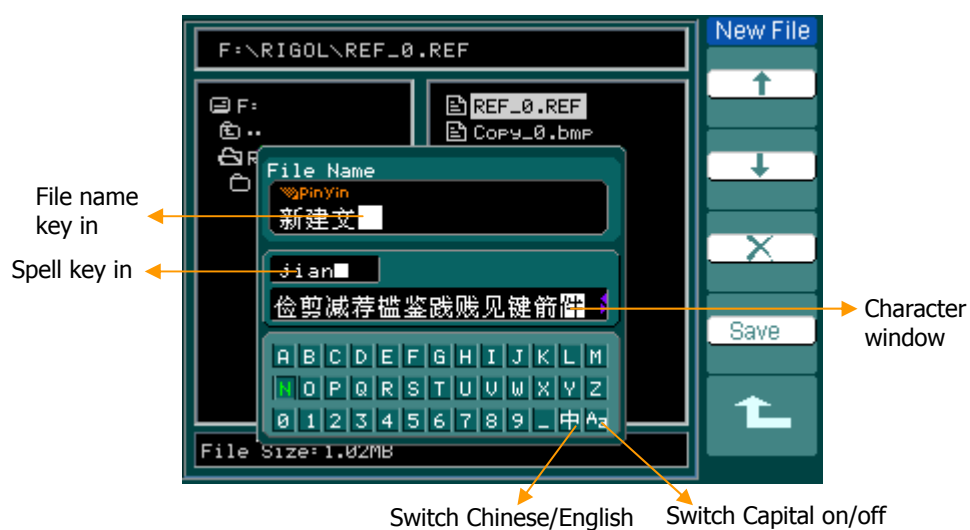 New File
F:\RIGOL\REF_0.REF
F:
REF_0.REF
..
Copy_0.bmp
R
File Name
PinYin
新建文
File name
key in
jian
Spell key in
俭剪减荐槛鉴践贱见键箭件
Character
window
Save
A B C D E F G H I J K L M
N O P Q R S T U V W X Y Z
0 1 2 3 4 5 6 7 8 9 _ 中 Aa
File Size:1.02MB
Switch Chinese/English
Switch Capital on/off